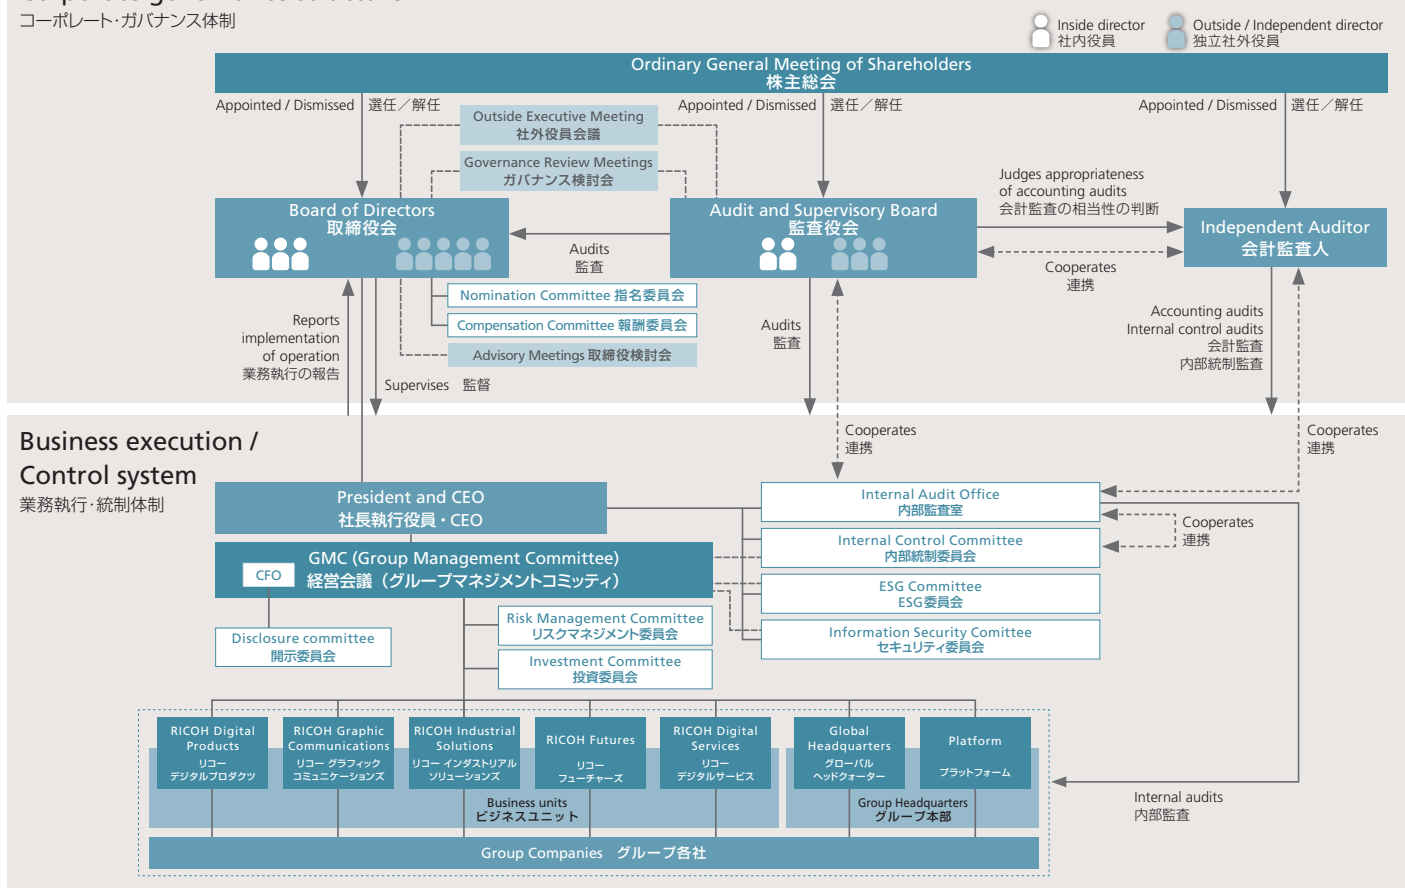 コーポレート・ガバナンス体制
Inside director
社内役員
Outside / Independent director
独立社外役員
Ordinary General Meeting of Shareholders
株主総会
Appointed / Dismissed 選任／解任
Appointed / Dismissed 選任／解任
Appointed / Dismissed 選任／解任
Outside Executive Meeting
社外役員会議
Governance Review Meetings
ガバナンス検討会
Judges appropriateness
of accounting audits
会計監査の相当性の判断
Board of Directors
取締役会
Audits
監査
Audit and Supervisory Board
監査役会
Independent Auditor
会計監査人
Cooperates
連携
Nomination Committee 指名委員会
Compensation Committee 報酬委員会
Advisory Meetings 取締役検討会
Reports
implementation
of operation
業務執行の報告
Supervises 監督
Audits
監査
Accounting audits
Internal control audits
会計監査
内部統制監査
Business execution /
Control system
業務執行・統制体制
Cooperates
連携
Cooperates
連携
President and CEO
社長執行役員・CEO
Internal Audit Office
内部監査室
Cooperates
連携
GMC (Group Management Committee)
経営会議（グループマネジメントコミッティ）
CFO
Internal Control Committee
内部統制委員会
ESG Committee
ESG委員会
Information Security Comittee
セキュリティ委員会
Disclosure committee
開示委員会
Risk Management Committee
リスクマネジメント委員会
Investment Committee
投資委員会
RICOH Digital
Products
リコー
デジタルプロダクツ
RICOH Graphic
Communications
リコー グラフィック
コミュニケーションズ
RICOH Industrial
Solutions
リコー インダストリアル
ソリューションズ
RICOH Futures
リコー
フューチャーズ
RICOH Digital
Services
リコー
デジタルサービス
Global
Headquarters
グローバル
ヘッドクォーター
Platform
プラットフォーム
Business units
ビジネスユニット
Group Headquarters
グループ本部
Internal audits
内部監査
Group Companies グループ各社